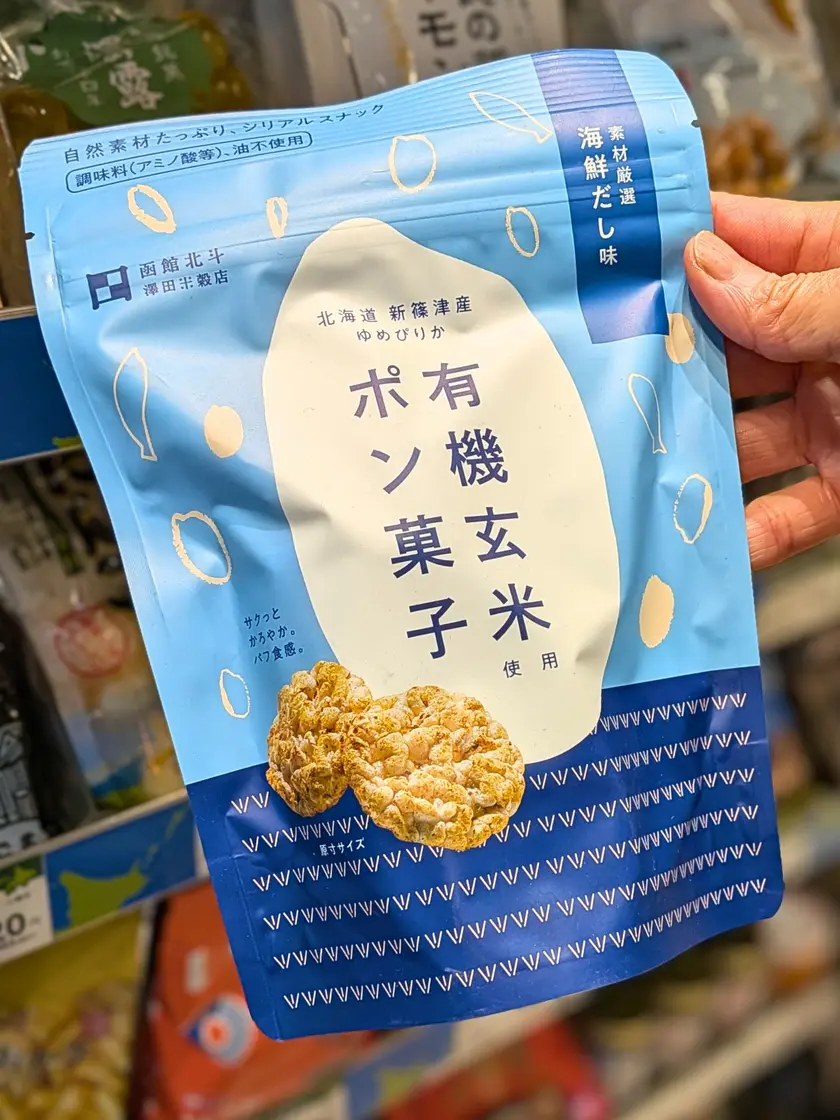 自然素材たっぷり、シリアルスナック
調味料(アミノ酸等)、油不使用
素材厳選
海鮮だし味
函館北斗
澤田米穀店
北海道 新篠津産
ゆめぴりか
有機玄米
使用
ポン菓子
サクっと
かろやか。
パフ食感。
原寸サイズ